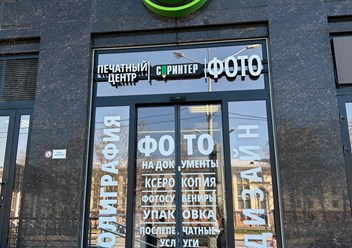 ПЕЧАТНЫЙ ЦЕНТР
СПРИНТЕР
ФОТО
ПОЛИГРАФИЯ
ФОТО
НА ДОКУМЕНТЫ
КСЕРОКОПИЯ
ФОТОСУВЕНИРЫ
УПАКОВКА
ПОСЛЕПЕЧАТНЫЕ
УСЛУГИ
ДИЗАЙН